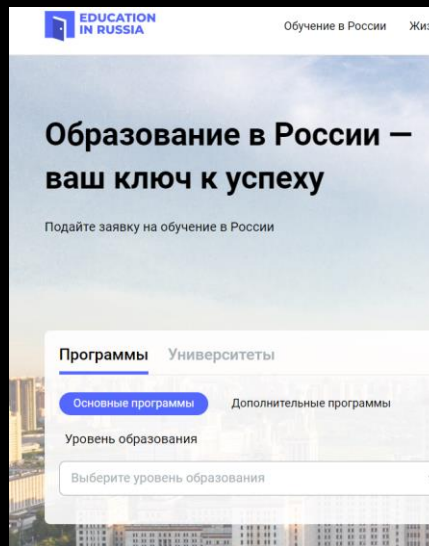 EDUCATION
IN RUSSIA
Обучение в России
Образование в России —
ваш ключ к успеху
Подайте заявку на обучение в России
Программы Университеты
Основные программы Дополнительные программы
Уровень образования
Выберите уровень образования